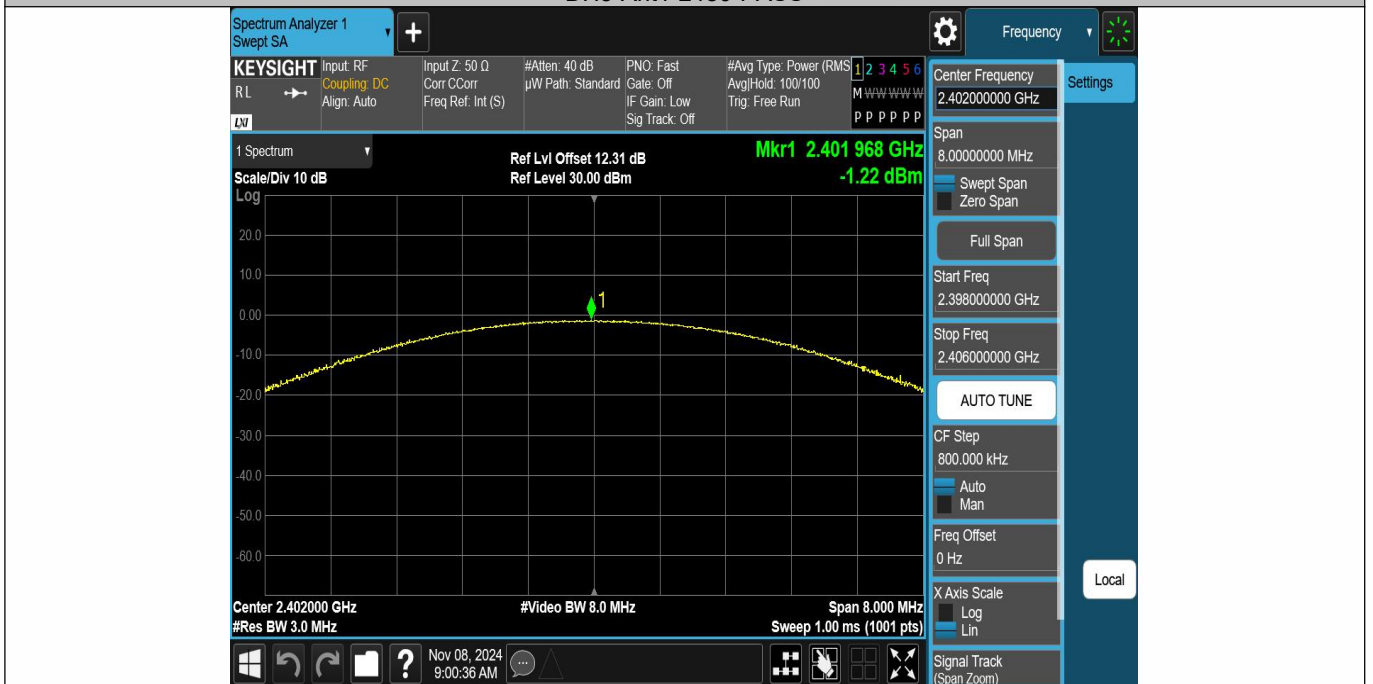 Spectrum Analyzer 1
Swept SA
Frequency
KEYSIGHT
RL
LXI
Input: RF
Coupling: DC
Align: Auto
Input Z: 50 Ω
Corr CCorr
Freq Ref: Int (S)
#Atten: 40 dB
µW Path: Standard
PNO: Fast
Gate: Off
IF Gain: Low
Sig Track: Off
#Avg Type: Power (RMS
Avg|Hold: 100/100
Trig: Free Run
1 2 3 4 5 6
M W W W W W
P P P P P P
1 Spectrum
Scale/Div 10 dB
Log
Ref Lvl Offset 12.31 dB
Ref Level 30.00 dBm
Mkr1 2.401 968 GHz
-1.22 dBm
20.0
10.0
0.00
-10.0
-20.0
-30.0
-40.0
-50.0
-60.0
1
Center 2.402000 GHz
#Res BW 3.0 MHz
#Video BW 8.0 MHz
Span 8.000 MHz
Sweep 1.00 ms (1001 pts)
Center Frequency
2.402000000 GHz
Settings
Span
8.00000000 MHz
Swept Span
Zero Span
Full Span
Start Freq
2.398000000 GHz
Stop Freq
2.406000000 GHz
AUTO TUNE
CF Step
800.000 kHz
Auto
Man
Freq Offset
0 Hz
X Axis Scale
Log
Lin
Local
Signal Track
(Span Zoom)
?
Nov 08, 2024
9:00:36 AM